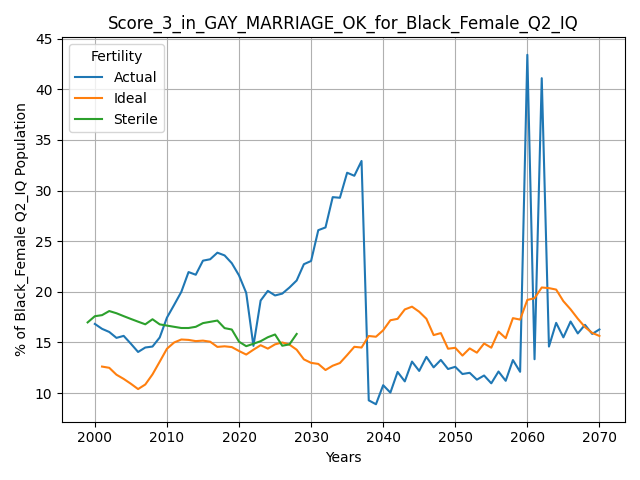 Score_3_in_GAY_MARRIAGE_OK_for_Black_Female_Q2_IQ
Fertility
Actual
Ideal
Sterile
% of Black_Female Q2_IQ Population
45
40
35
30
25
20
15
10
2000 2010 2020 2030 2040 2050 2060 2070
Years